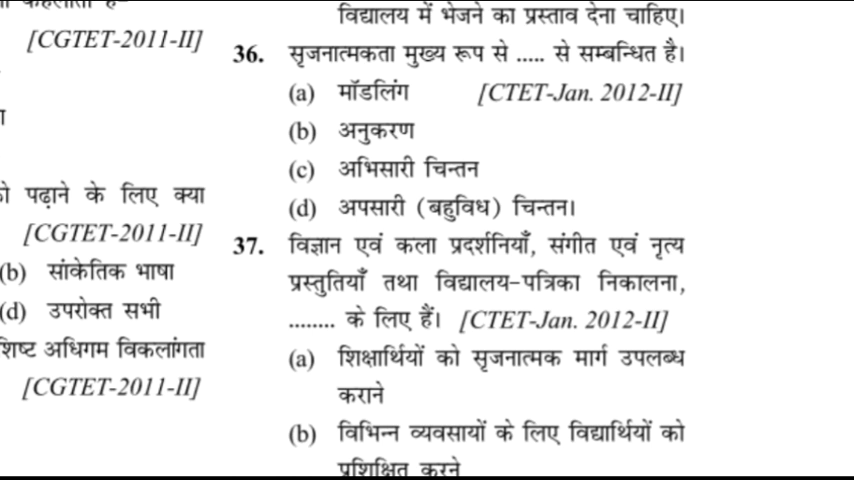 [CGTET-2011-II]
ो पढ़ाने के लिए क्या
[CGTET-2011-II]
(b) सांकेतिक भाषा
(d) उपरोक्त सभी
शिष्ट अधिगम विकलांगता
[CGTET-2011-II]
विद्यालय में भेजने का प्रस्ताव देना चाहिए।
36. सृजनात्मकता मुख्य रूप से ..... से सम्बन्धित है।
(a) मॉडलिंग [CTET-Jan. 2012-II]
(b) अनुकरण
(c) अभिसारी चिन्तन
(d) अपसारी (बहुविध) चिन्तन।
37. विज्ञान एवं कला प्रदर्शनियाँ, संगीत एवं नृत्य
प्रस्तुतियाँ तथा विद्यालय-पत्रिका निकालना,
........ के लिए हैं। [CTET-Jan. 2012-II]
(a) शिक्षार्थियों को सृजनात्मक मार्ग उपलब्ध
कराने
(b) विभिन्न व्यवसायों के लिए विद्यार्थियों को
प्रशिक्षित करने